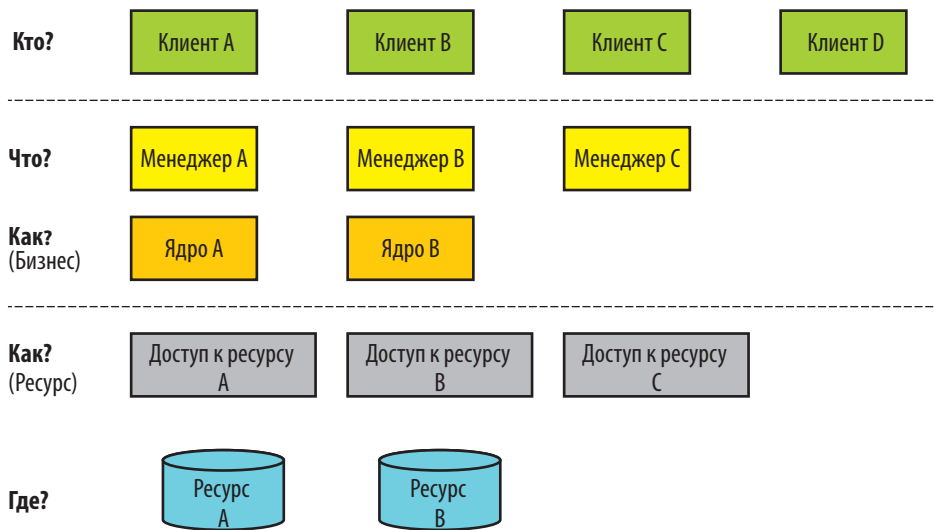 Кто?
Клиент A
Клиент B
Клиент C
Клиент D
Что?
Менеджер A
Менеджер B
Менеджер C
Как?
(Бизнес)
Ядро A
Ядро B
Как?
(Ресурс)
Доступ к ресурсу
A
Доступ к ресурсу
B
Доступ к ресурсу
C
Где?
Ресурс
A
Ресурс
B